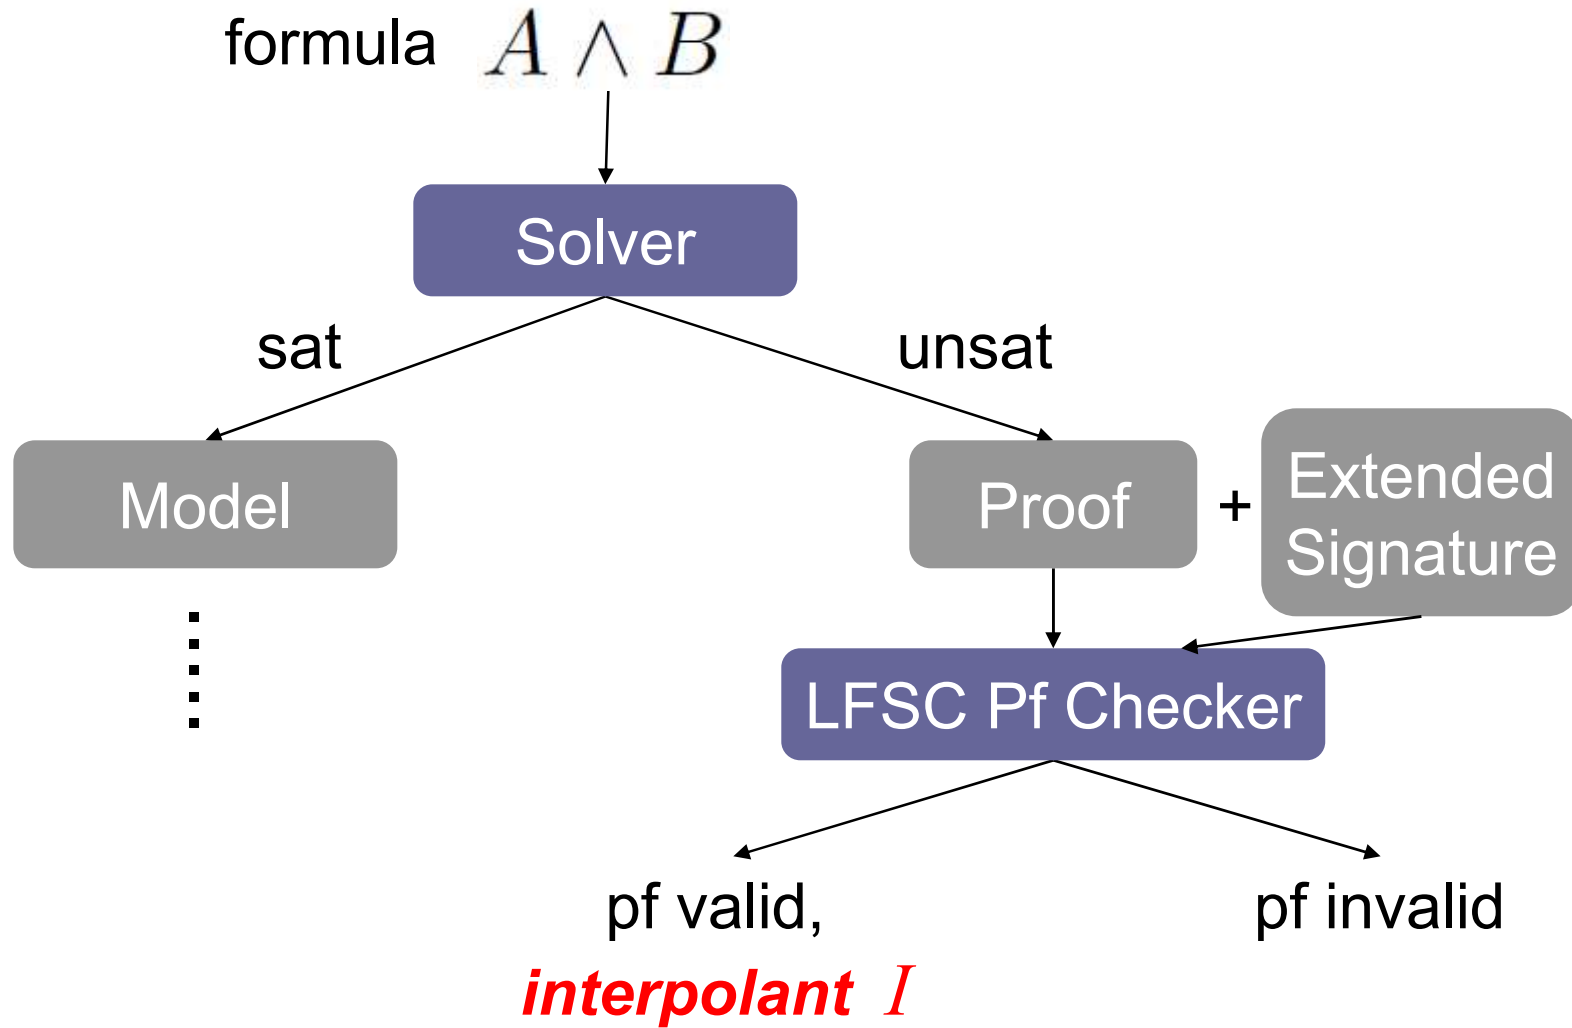 formula A ∧ B
Solver
sat
unsat
Model
Proof
+
Extended
Signature
LFSC Pf Checker
pf valid,
interpolant I
pf invalid